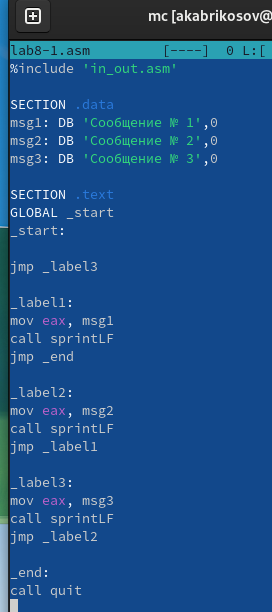 mc [akabrikosov@
lab8-1.asm [----] 0 L:[
%include 'in_out.asm'
SECTION .data
msg1: DB 'Сообщение № 1',0
msg2: DB 'Сообщение № 2',0
msg3: DB 'Сообщение № 3',0
SECTION .text
GLOBAL _start
_start:
jmp _label3
_label1:
mov eax, msg1
call sprintLF
jmp _end
_label2:
mov eax, msg2
call sprintLF
jmp _label1
_label3:
mov eax, msg3
call sprintLF
jmp _label2
_end:
call quit